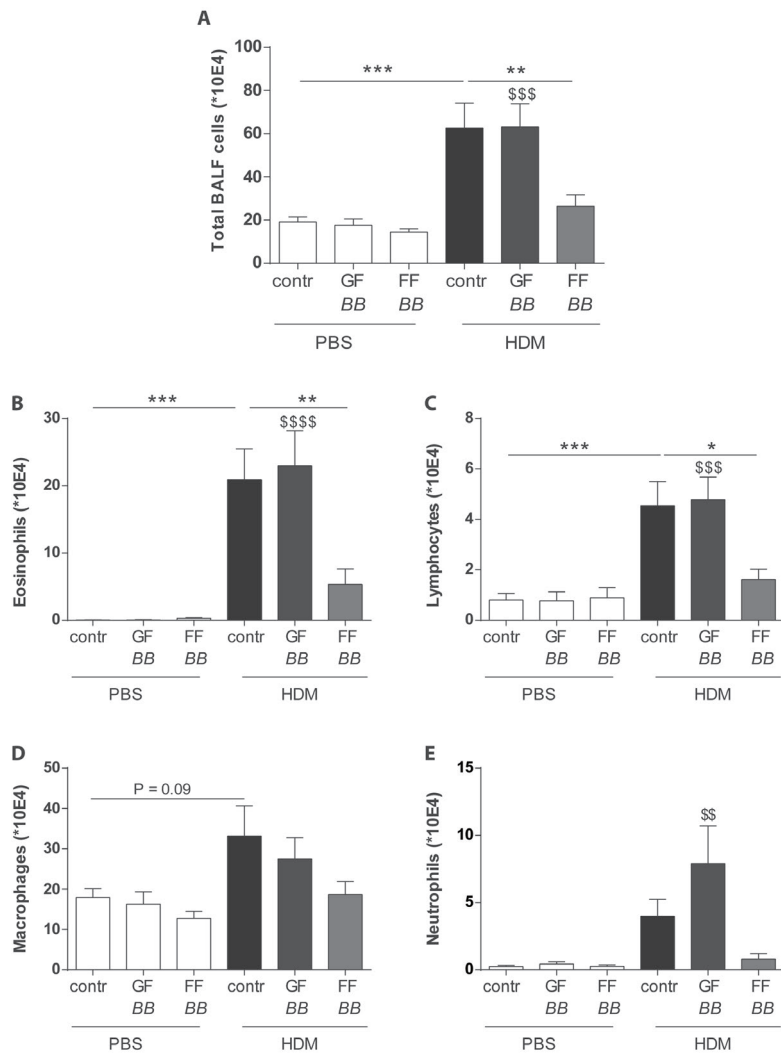 A
Total BALF cells (*10E4)
100
80
60
40
20
0
***
**
$$$
contr GF FF contr GF FF
BB BB BB BB
PBS HDM
B
Eosinophils (*10E4)
30
20
10
0
***
**
$$$$
contr GF FF contr GF FF
BB BB BB BB
PBS HDM
C
Lymphocytes (*10E4)
8
6
4
2
0
***
*
$$$
contr GF FF contr GF FF
BB BB BB BB
PBS HDM
D
Macrophages (*10E4)
50
40
30
20
10
0
P = 0.09
contr GF FF contr GF FF
BB BB BB BB
PBS HDM
E
Neutrophils (*10E4)
15
10
5
0
$$
contr GF FF contr GF FF
BB BB BB BB
PBS HDM